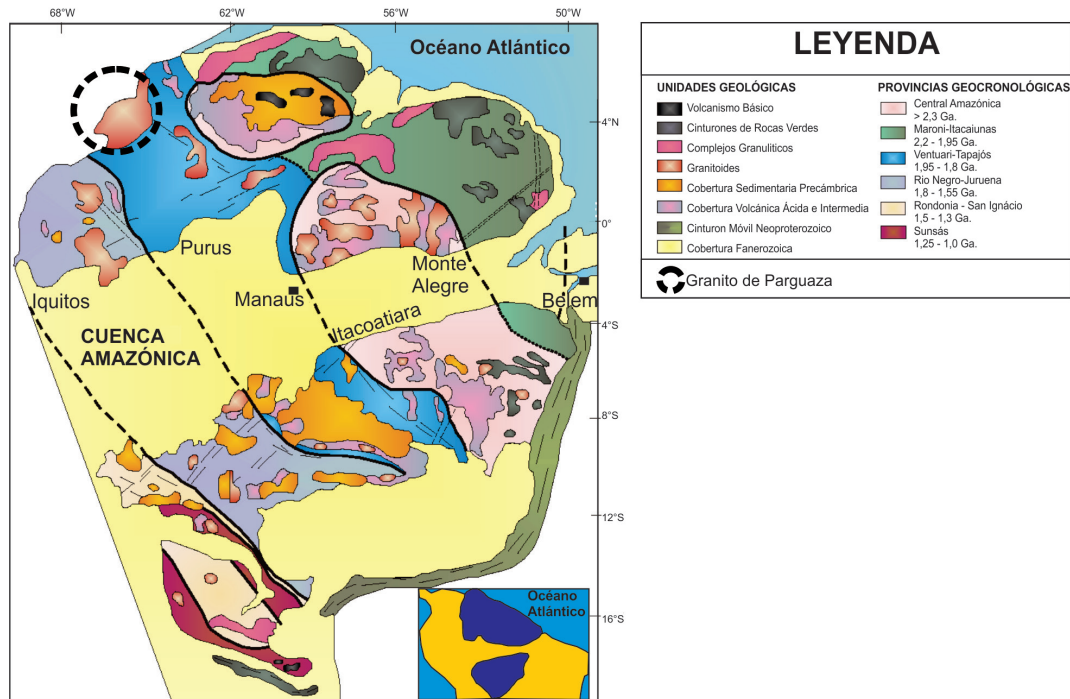 68°W
62°W
56°W
50°W
Océano Atlántico
4°N
0°
4°S
8°S
12°S
16°S
Purus
Iquitos
Manaus
Monte
Alegre
Belem
Itacoatiara
CUENCA
AMAZÓNICA
Océano
Atlántico
LEYENDA
UNIDADES GEOLÓGICAS
Volcanismo Básico
Cinturones de Rocas Verdes
Complejos Granuliticos
Granitoides
Cobertura Sedimentaria Precámbrica
Cobertura Volcánica Ácida e Intermedia
Cinturon Móvil Neoproterozoico
Cobertura Fanerozoica
PROVINCIAS GEOCRONOLÓGICAS
Central Amazónica
> 2,3 Ga.
Maroni-Itacaiunas
2,2 - 1,95 Ga.
Ventuari-Tapajós
1,95 - 1,8 Ga.
Rio Negro-Juruena
1,8 - 1,55 Ga.
Rondonia - San Ignácio
1,5 - 1,3 Ga.
Sunsás
1,25 - 1,0 Ga.
Granito de Parguaza